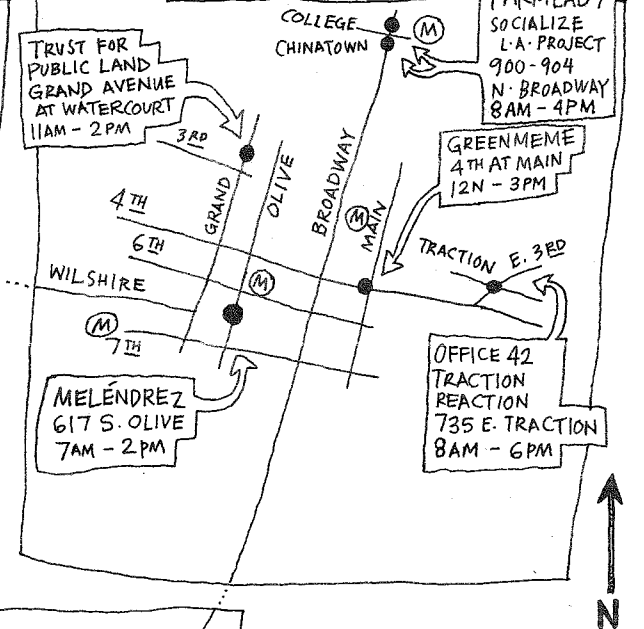 TRUST FOR
PUBLIC LAND
GRAND AVENUE
AT WATERCOURT
11AM - 2PM
COLLEGE
M
CHINATOWN
SOCIALIZE
L.A. PROJECT
900-904
N. BROADWAY
8AM - 4PM
GREENMEME
4TH AT MAIN
12N - 3PM
3RD
GRAND
OLIVE
BROADWAY
M
MAIN
4TH
6TH
WILSHIRE
M
M
7TH
TRACTION
E. 3RD
MELÉNDREZ
617 S. OLIVE
7AM - 2PM
OFFICE 42
TRACTION
REACTION
735 E. TRACTION
8AM - 6PM
N